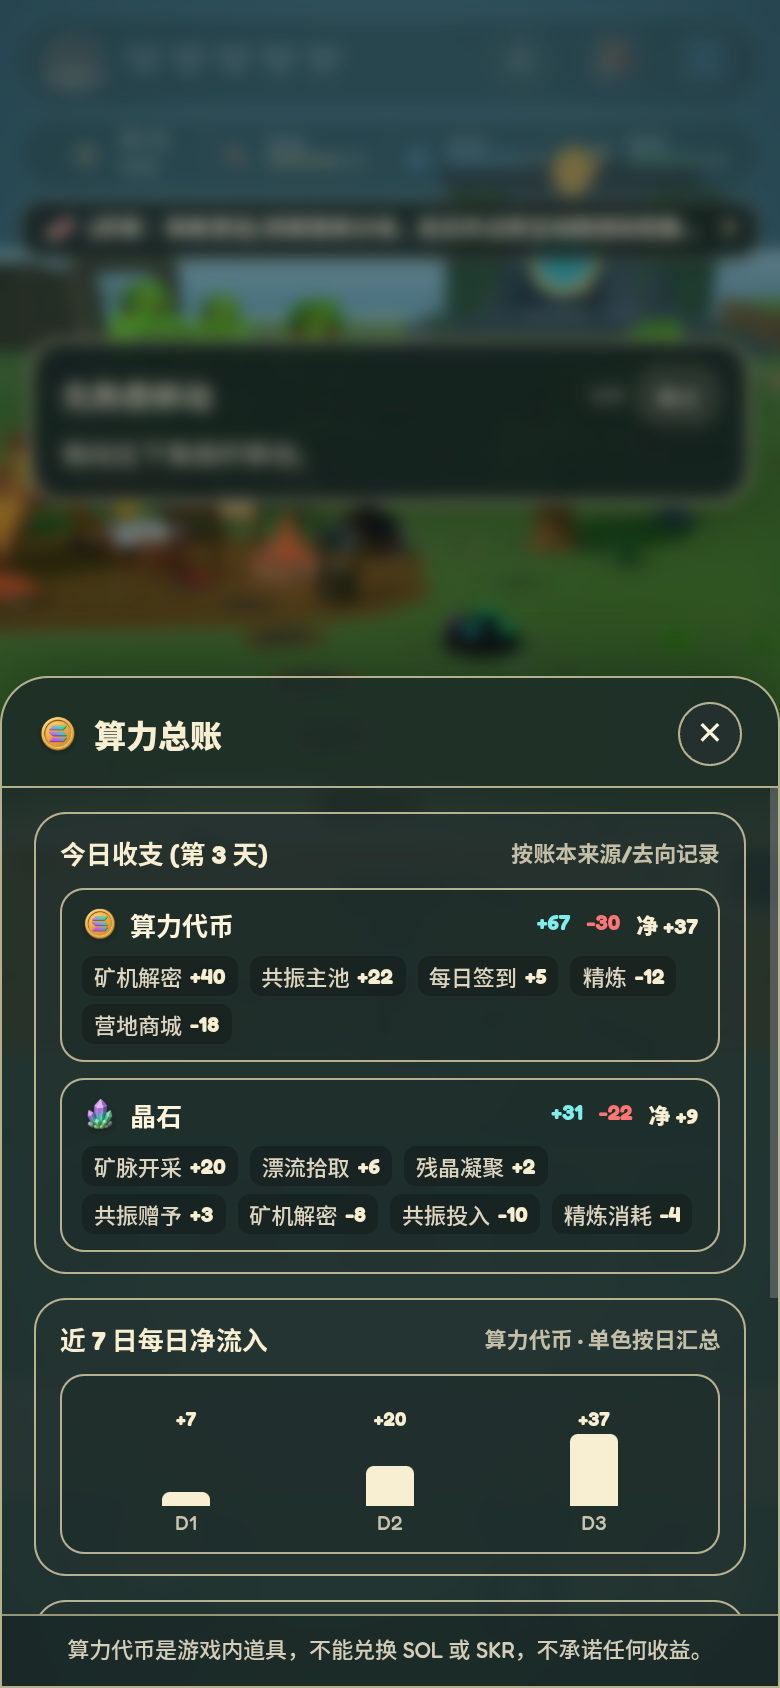 算力总账
今日收支 (第 3 天)
按账本来源/去向记录
算力代币 +67 -30 净 +37
矿机解密 +40 共振主池 +22 每日签到 +5 精炼 -12
营地商城 -18
晶石 +31 -22 净 +9
矿脉开采 +20 漂流拾取 +6 残晶凝聚 +2
共振赠予 +3 矿机解密 -8 共振投入 -10 精炼消耗 -4
近 7 日每日净流入
算力代币 · 单色按日汇总
+7 +20 +37
D1 D2 D3
算力代币是游戏内道具，不能兑换 SOL 或 SKR，不承诺任何收益。